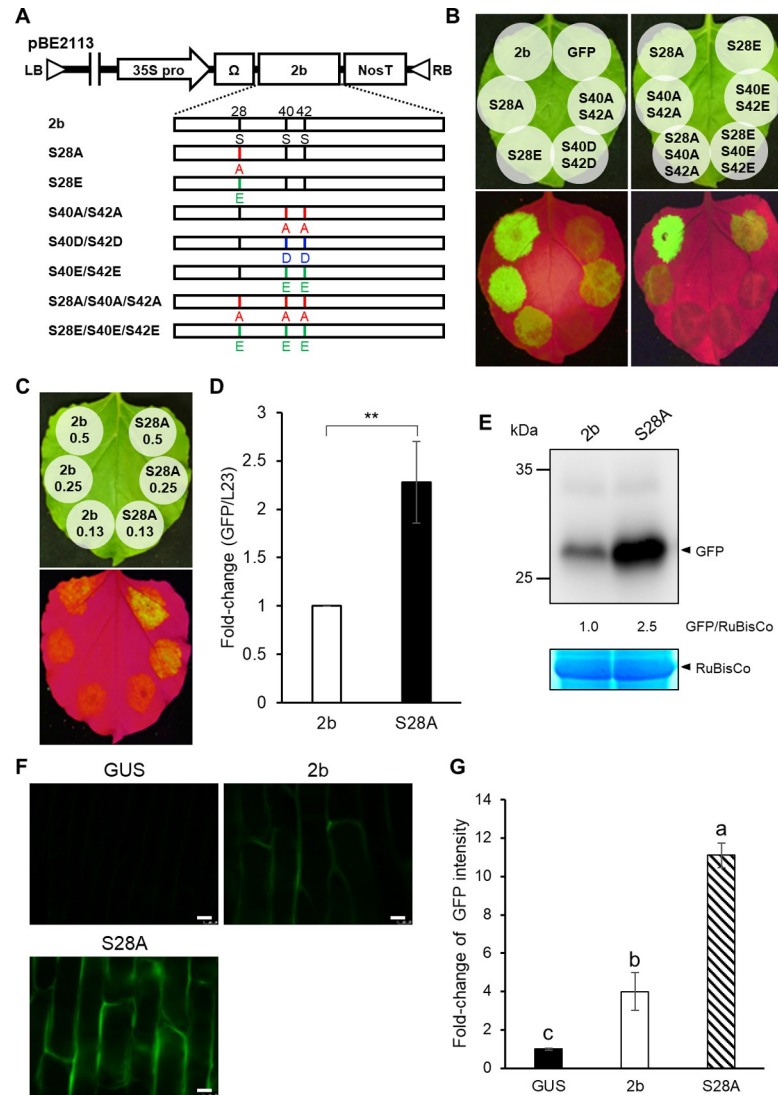 A
pBE2113
LB 35S pro Ω 2b NosT RB
28 40 42
2b
S S S
S28A
A
S28E
E
S40A/S42A
A A
S40D/S42D
D D
S40E/S42E
E E
S28A/S40A/S42A
A A A
S28E/S40E/S42E
E E E
B
2b GFP
S28A
S40A
S42A
S28E
S40D
S42D
S28A
S28E
S40A
S42A
S40E
S42E
S28A
S40A
S42A
S28E
S40E
S42E
C
2b
0.5
S28A
0.5
2b
0.25
S28A
0.25
2b
0.13
S28A
0.13
D
Fold-change (GFP/L23)
3
2.5
2
1.5
1
0.5
0
**
2b S28A
E
kDa 2b S28A
35
25
GFP
1.0 2.5 GFP/RuBisCo
RuBisCo
F
GUS 2b
S28A
G
Fold-change of GFP intensity
14
12
10
8
6
4
2
0
c b a
GUS 2b S28A